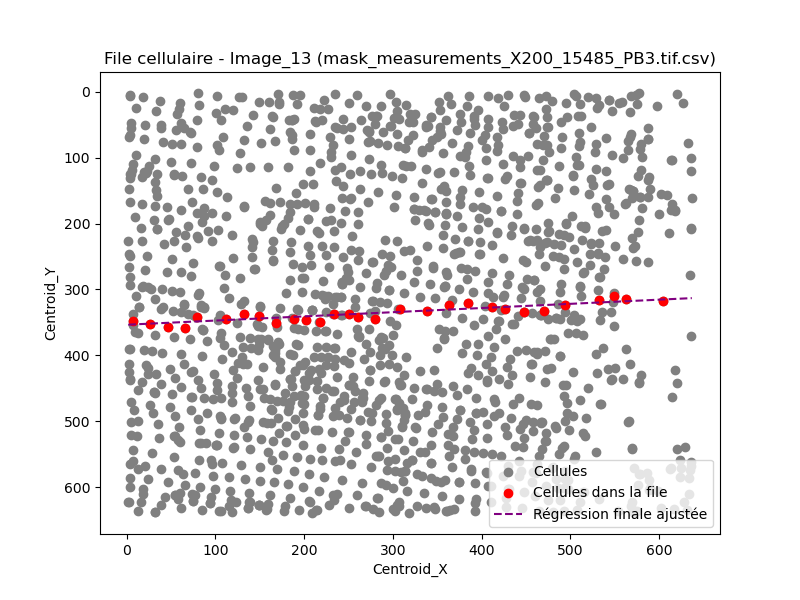 File cellulaire - Image_13 (mask_measurements_X200_15485_PB3.tif.csv)
0
100
200
300
400
500
600
Centroid_Y
Cellules
Cellules dans la file
Régression finale ajustée
0 100 200 300 400 500 600
Centroid_X